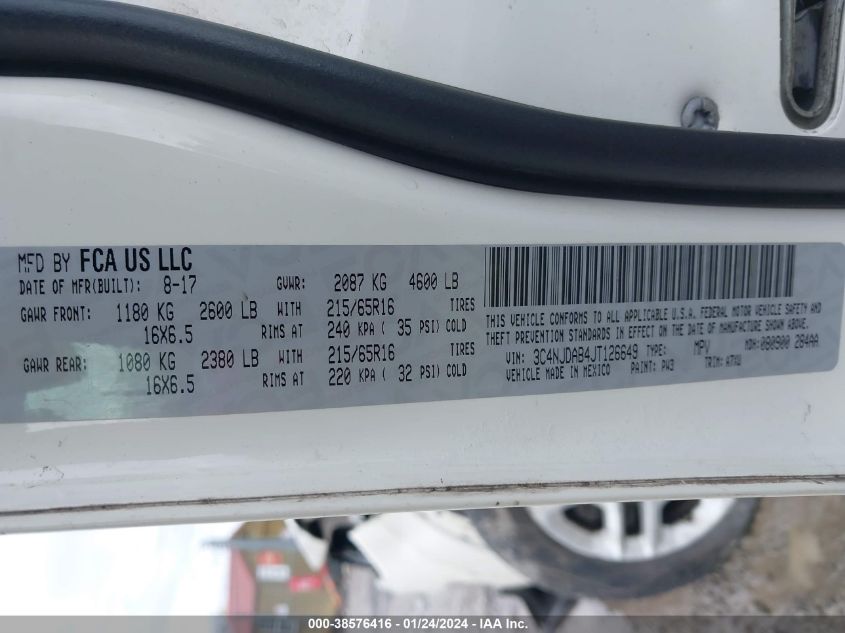 MFD BY FCA US LLC
DATE OF MFR(BUILT): 8-17 GVWR: 2087 KG 4600 LB
GAWR FRONT: 1180 KG 2600 LB WITH 215/65R16 TIRES
16X6.5 RIMS AT 240 KPA ( 35 PSI) COLD
GAWR REAR: 1080 KG 2380 LB WITH 215/65R16 TIRES
16X6.5 RIMS AT 220 KPA ( 32 PSI) COLD
THIS VEHICLE CONFORMS TO ALL APPLICABLE U.S.A. FEDERAL MOTOR VEHICLE SAFETY AND
THEFT PREVENTION STANDARDS IN EFFECT ON THE DATE OF MANUFACTURE SHOWN ABOVE.
VIN: 3C4NJDAB4JT126649 TYPE: MPV MDH:080900 284AA
VEHICLE MADE IN MEXICO PAINT: PW3 TRIM:
000-38576416 - 01/24/2024 - IAA Inc.